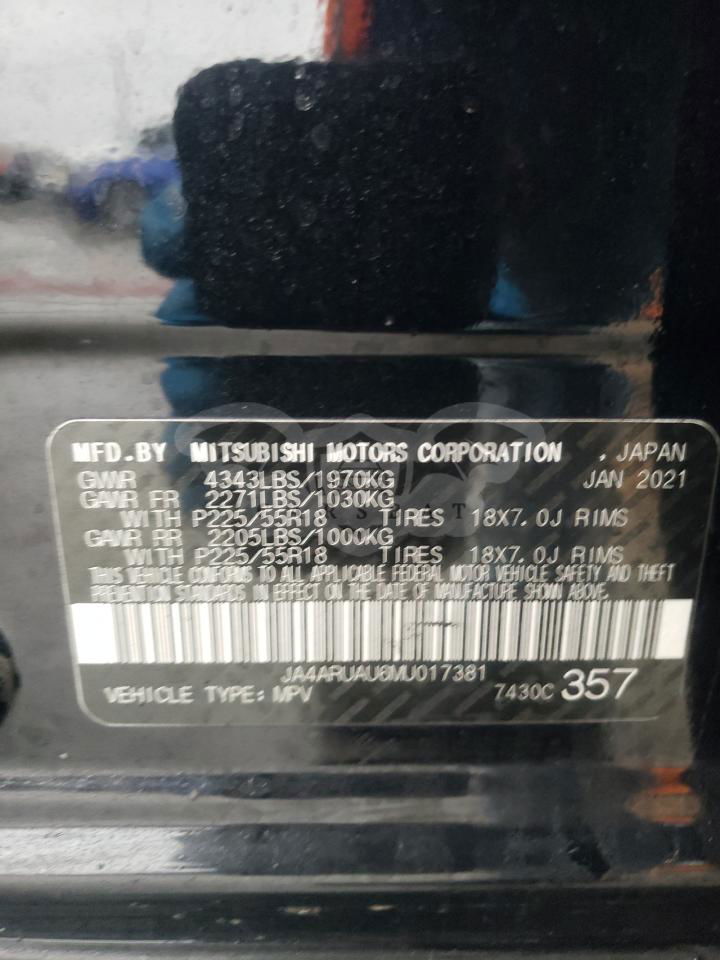 MFD.BY MITSUBISHI MOTORS CORPORATION , JAPAN
GVWR 4343LBS/1970KG JAN 2021
GAWR FR 2271LBS/1030KG
WITH P225/55R18 TIRES 18X7.0J RIMS
GAWR RR 2205LBS/1000KG
WITH P225/55R18 TIRES 18X7.0J RIMS
THIS VEHICLE CONFORMS TO ALL APPLICABLE FEDERAL MOTOR VEHICLE SAFETY AND THEFT
PREVENTION STANDARDS IN EFFECT ON THE DATE OF MANUFACTURE SHOWN ABOVE.
JA4ARUAU6MU017381
VEHICLE TYPE: MPV 7430C 357